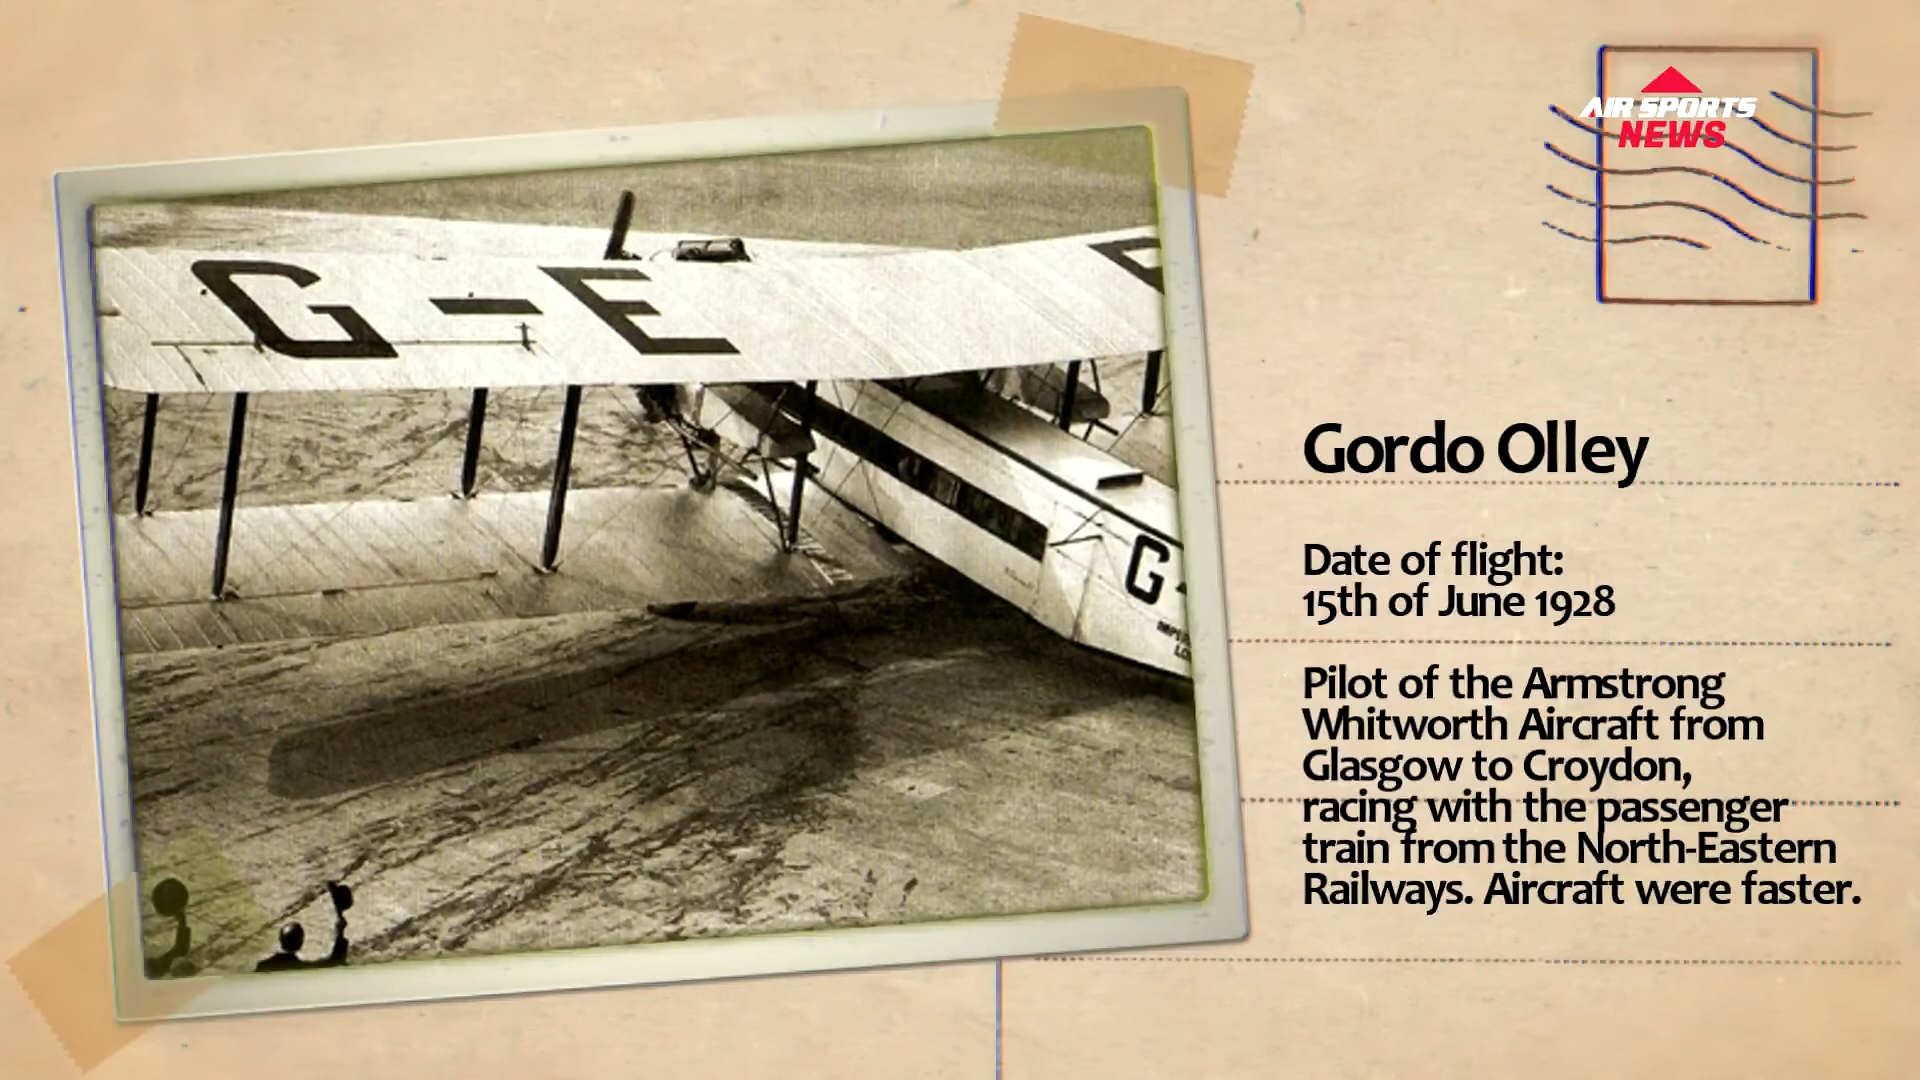 AIR SPORTS
NEWS
G-E
G-
Gordo Olley
Date of flight:
15th of June 1928
Pilot of the Armstrong
Whitworth Aircraft from
Glasgow to Croydon,
racing with the passenger
train from the North-Eastern
Railways. Aircraft were faster.